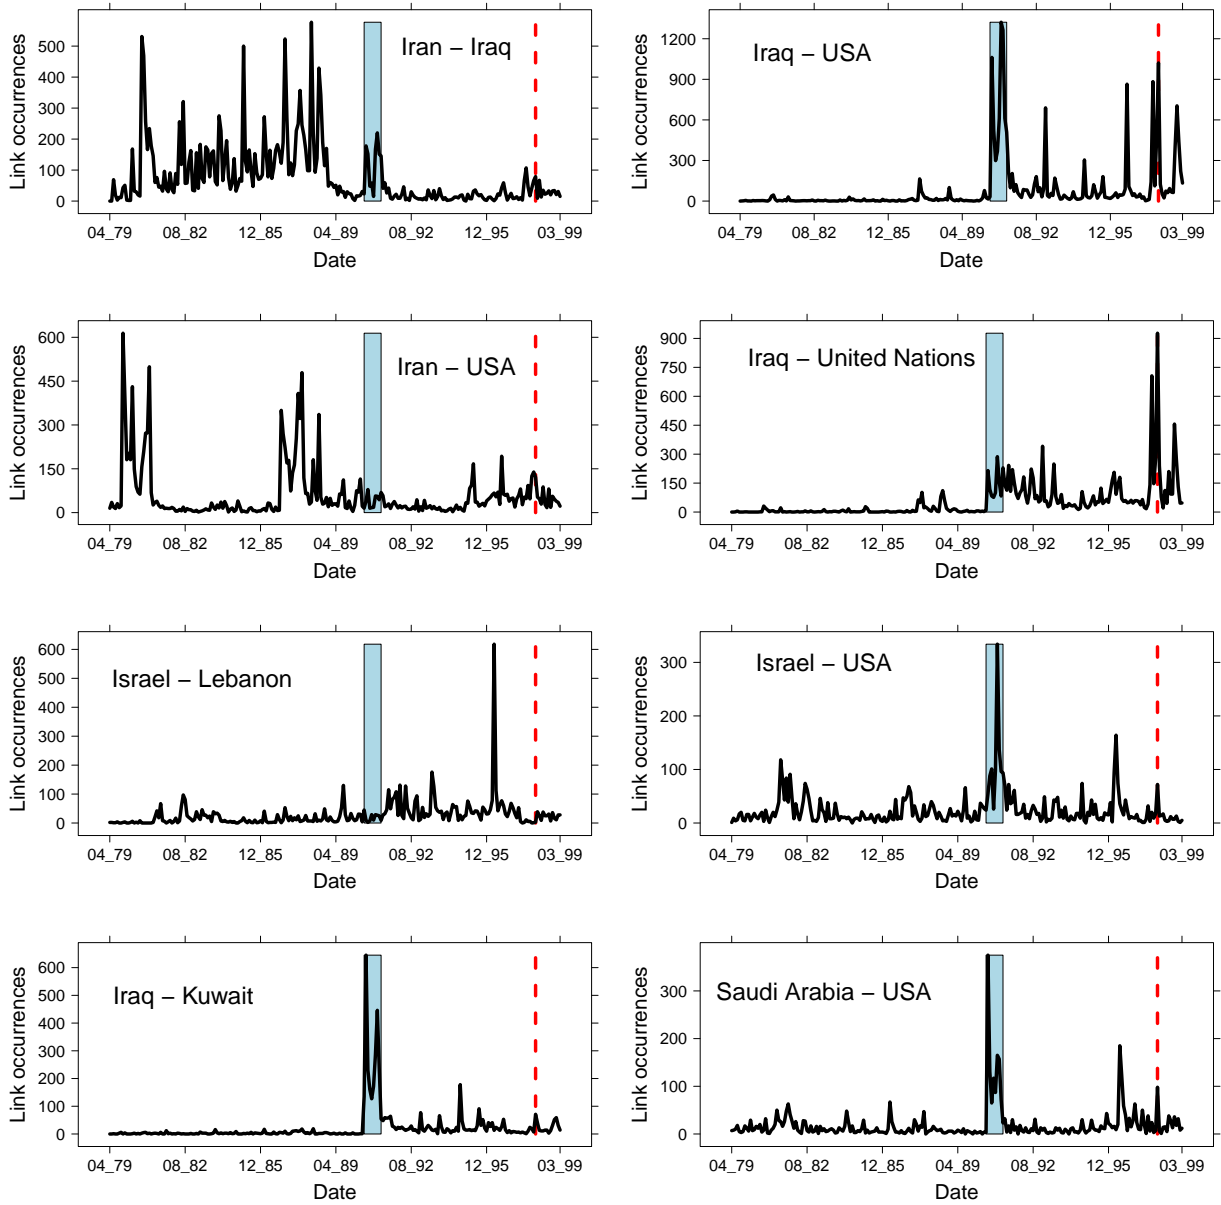 Link occurrences
500
400
300
200
100
0
Iran − Iraq
04_79 08_82 12_85 04_89 08_92 12_95 03_99
Date
Link occurrences
1200
900
600
300
0
Iraq − USA
04_79 08_82 12_85 04_89 08_92 12_95 03_99
Date
Link occurrences
600
450
300
150
0
Iran − USA
04_79 08_82 12_85 04_89 08_92 12_95 03_99
Date
Link occurrences
900
750
600
450
300
150
0
Iraq − United Nations
04_79 08_82 12_85 04_89 08_92 12_95 03_99
Date
Link occurrences
600
500
400
300
200
100
0
Israel − Lebanon
04_79 08_82 12_85 04_89 08_92 12_95 03_99
Date
Link occurrences
300
200
100
0
Israel − USA
04_79 08_82 12_85 04_89 08_92 12_95 03_99
Date
Link occurrences
600
500
400
300
200
100
0
Iraq − Kuwait
04_79 08_82 12_85 04_89 08_92 12_95 03_99
Date
Link occurrences
300
200
100
0
Saudi Arabia − USA
04_79 08_82 12_85 04_89 08_92 12_95 03_99
Date